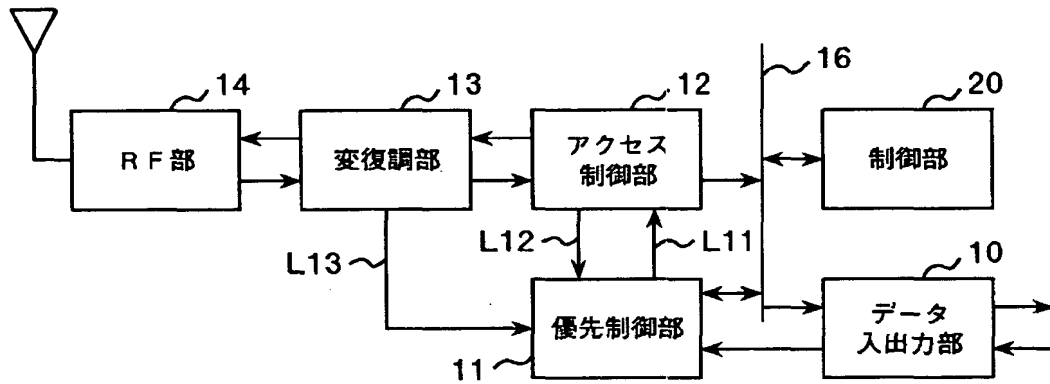 14
13
12
16
20
RF部
変復調部
アクセス
制御部
制御部
L13
L12
L11
10
優先制御部
データ
入出力部
11